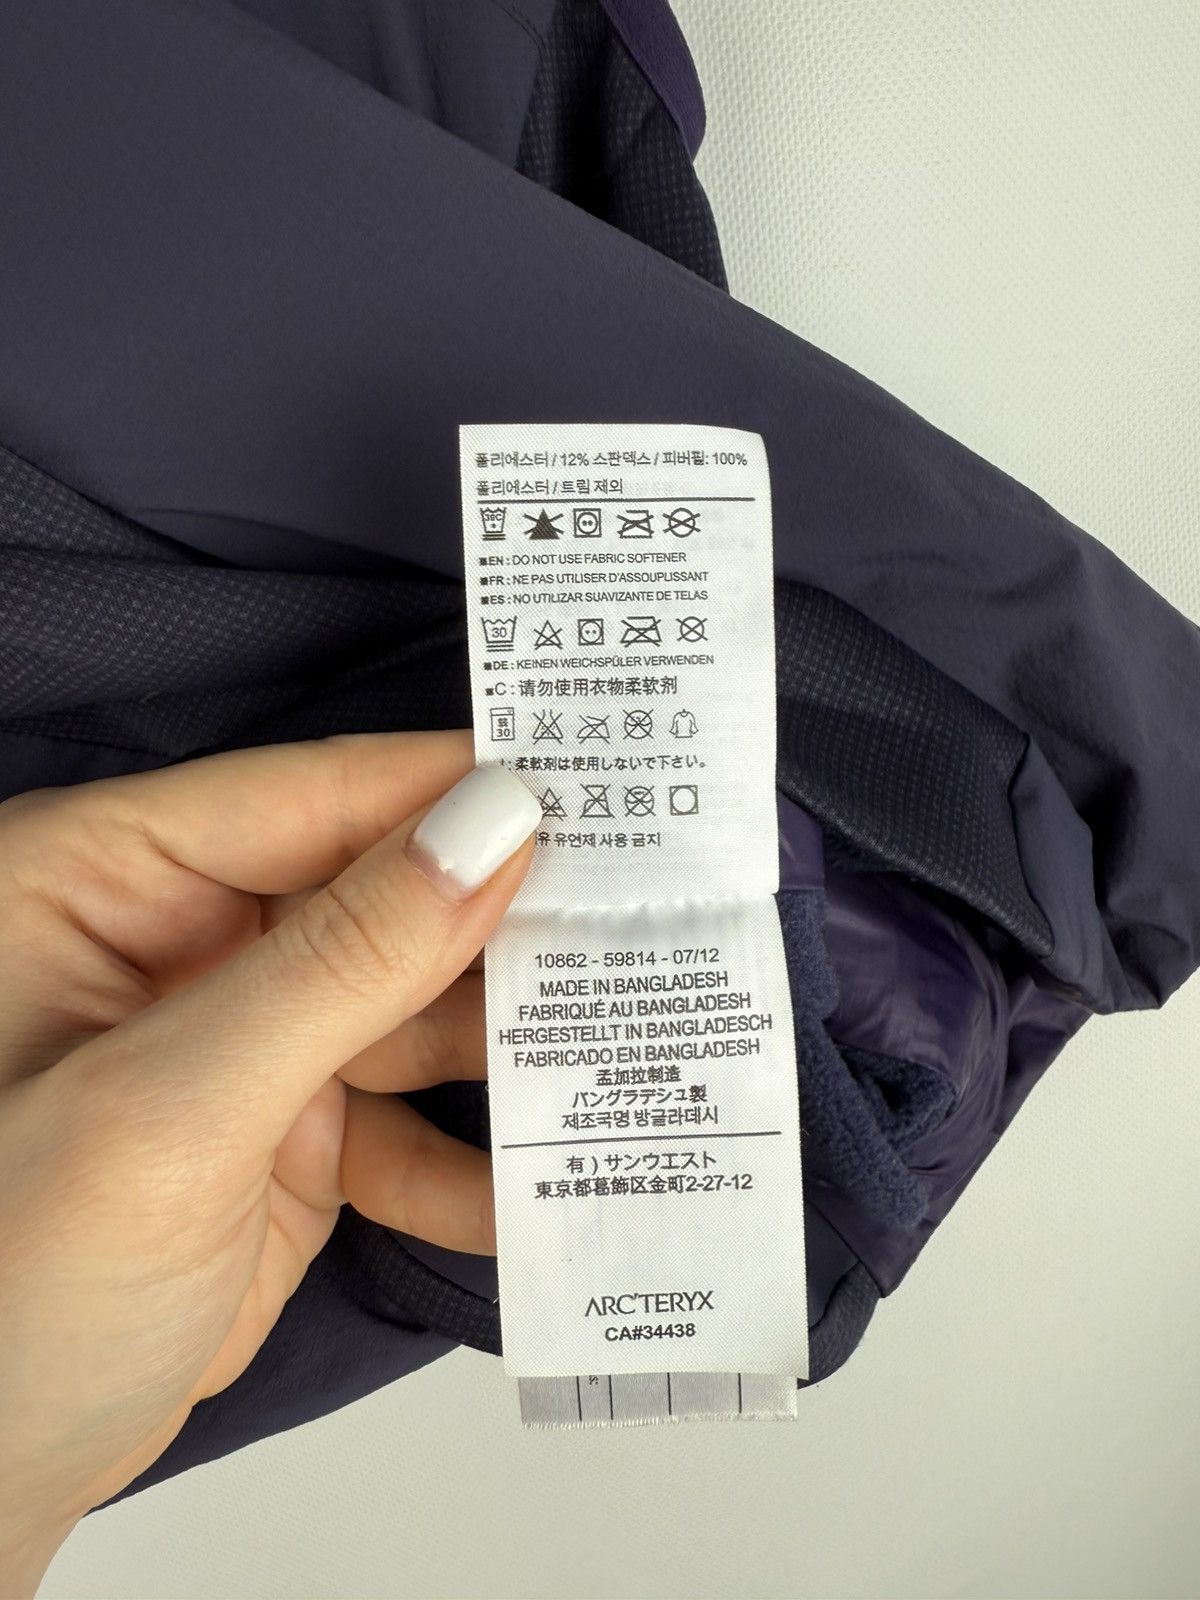 폴리에스터 / 12% 스판덱스 / 피버필: 100%
폴리에스터 / 트림 제외
30C
■EN : DO NOT USE FABRIC SOFTENER
■FR : NE PAS UTILISER D'ASSOUPLISSANT
■ES : NO UTILIZAR SUAVIZANTE DE TELAS
30
■DE : KEINEN WEICHSPÜLER VERWENDEN
■C : 请勿使用衣物柔软剂
30
: 柔軟剤は使用しないで下さい。
유 유언제 사용 금지
10862 - 59814 - 07/12
MADE IN BANGLADESH
FABRIQUÉ AU BANGLADESH
HERGESTELLT IN BANGLADESCH
FABRICADO EN BANGLADESH
孟加拉制造
バングラデシュ製
제조국명 방글라데시
有 ) サンウエスト
東京都葛飾区金町2-27-12
ARC'TERYX
CA#34438